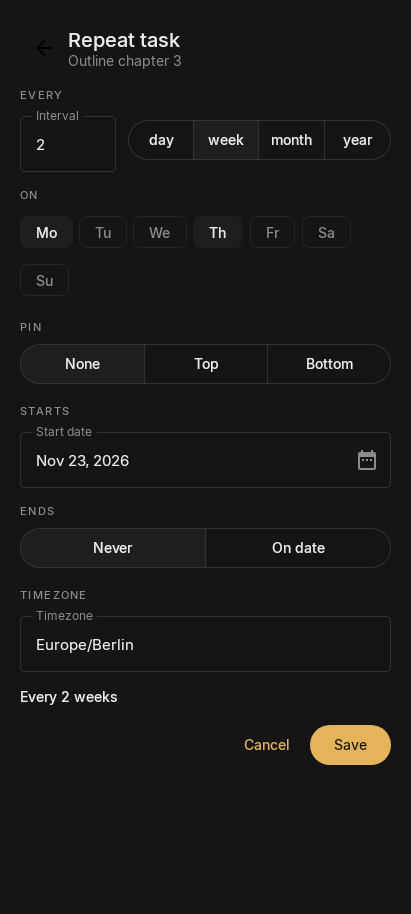 Repeat task
Outline chapter 3
EVERY
Interval
2
day week month year
ON
Mo Tu We Th Fr Sa
Su
PIN
None Top Bottom
STARTS
Start date
Nov 23, 2026
ENDS
Never On date
TIMEZONE
Timezone
Europe/Berlin
Every 2 weeks
Cancel Save